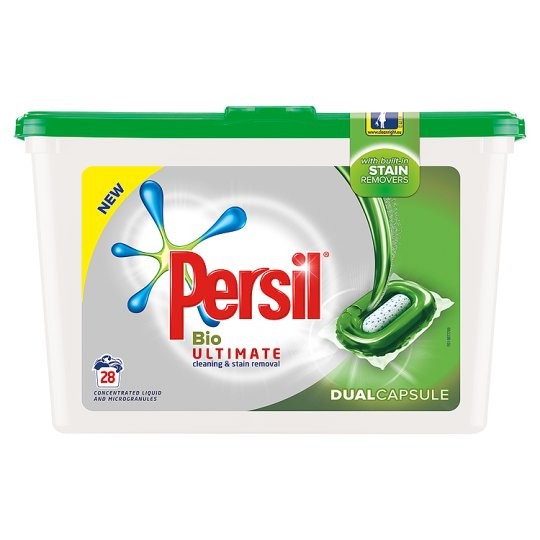 NEW
with built-in
STAIN
REMOVERS
Persil®
Bio
ULTIMATE
cleaning & stain removal
28
CONCENTRATED LIQUID
AND MICROGRANULES
DUALCAPSULE